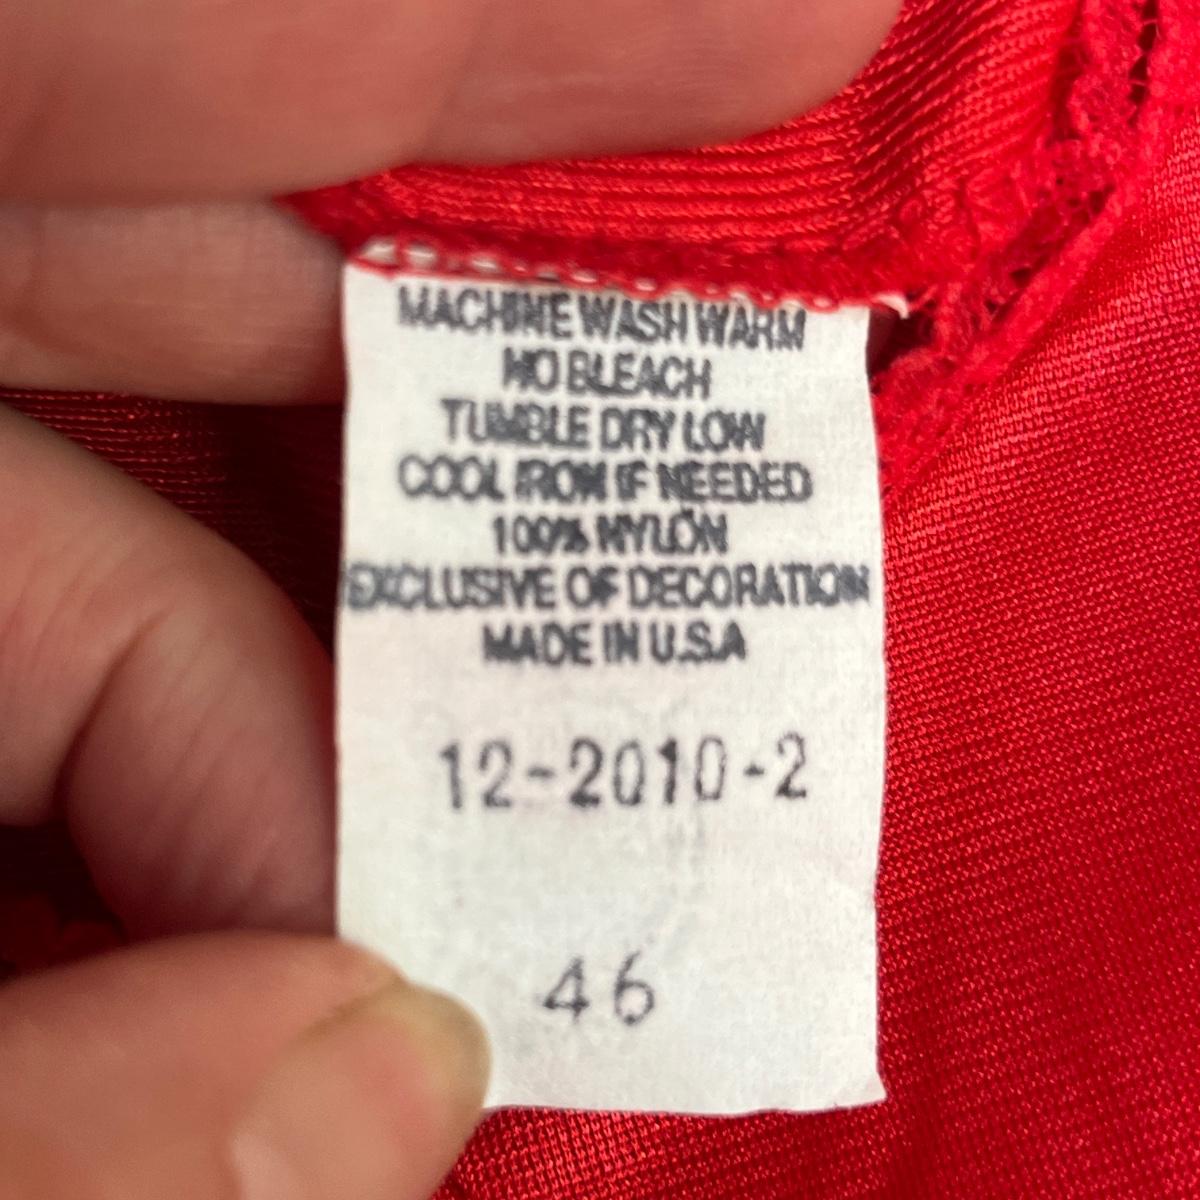 MACHINE WASH WARM
NO BLEACH
TUMBLE DRY LOW
COOL IRON IF NEEDED
100% NYLON
EXCLUSIVE OF DECORATION
MADE IN U.S.A
12-2010-2
46